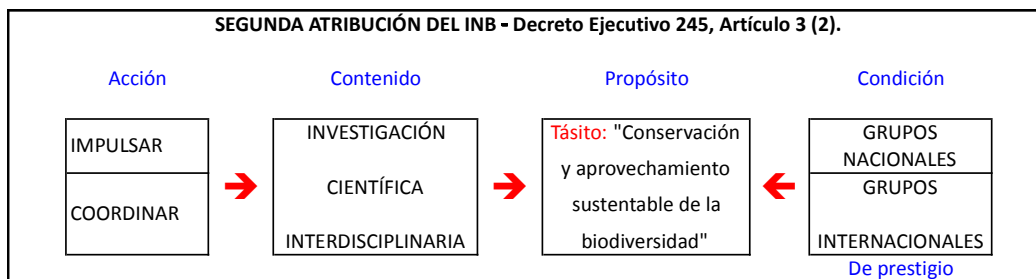 SEGUNDA ATRIBUCIÓN DEL INB - Decreto Ejecutivo 245, Artículo 3 (2).
Acción
Contenido
Propósito
Condición
IMPULSAR
COORDINAR
INVESTIGACIÓN
CIENTÍFICA
INTERDISCIPLINARIA
Tásito: "Conservación
y aprovechamiento
sustentable de la
biodiversidad"
GRUPOS
NACIONALES
GRUPOS
INTERNACIONALES
De prestigio